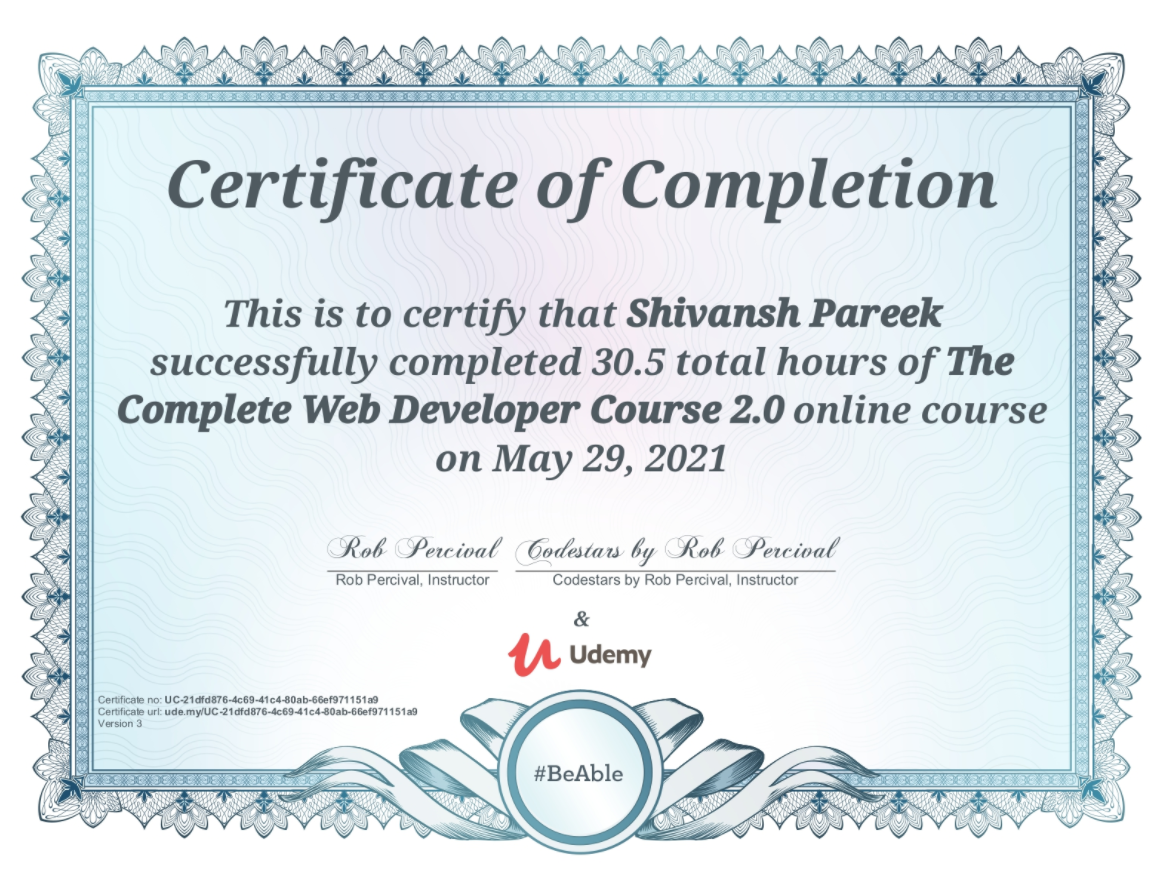 Certificate of Completion
This is to certify that Shivansh Pareek
successfully completed 30.5 total hours of The
Complete Web Developer Course 2.0 online course
on May 29, 2021
Rob Percival Codestars by Rob Percival
Rob Percival, Instructor Codestars by Rob Percival, Instructor
&
Udemy
Certificate no: UC-21dfd876-4c69-41c4-80ab-66ef971151a9
Certificate url: ude.my/UC-21dfd876-4c69-41c4-80ab-66ef971151a9
Version 3
#BeAble